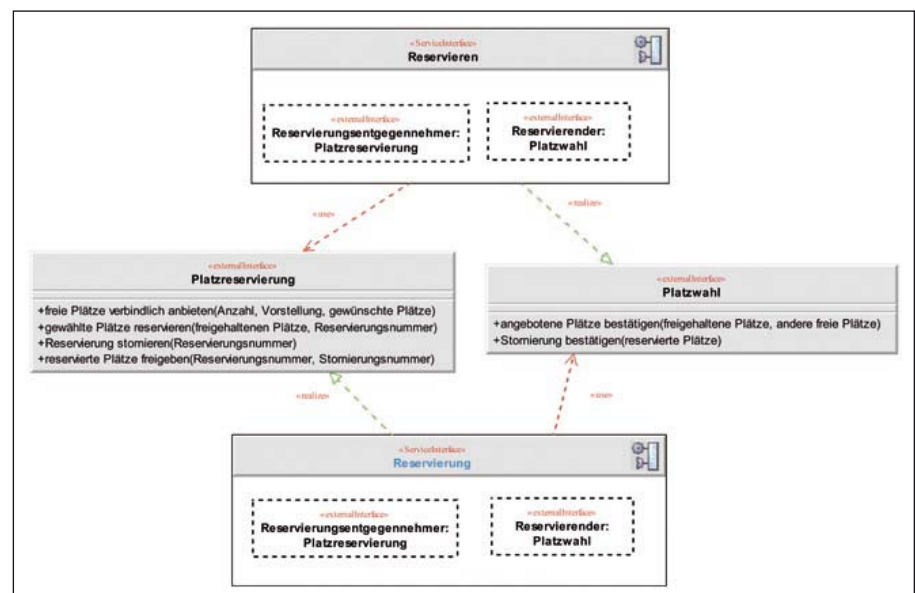 «ServiceInterface»
Reservieren
«externalInterface»
Reservierungsentgegennehmer:
Platzreservierung
«externalInterface»
Reservierender:
Platzwahl
«use»
«realize»
«externalInterface»
Platzreservierung
+freie Plätze verbindlich anbieten(Anzahl, Vorstellung, gewünschte Plätze)
+gewählte Plätze reservieren(freigehaltenen Plätze, Reservierungsnummer)
+Reservierung stornieren(Reservierungsnummer)
+reservierte Plätze freigeben(Reservierungsnummer, Stornierungsnummer)
«externalInterface»
Platzwahl
+angebotene Plätze bestätigen(freigehaltene Plätze, andere freie Plätze)
+Stornierung bestätigen(reservierte Plätze)
«realize»
«use»
«ServiceInterface»
Reservierung
«externalInterface»
Reservierungsentgegennehmer:
Platzreservierung
«externalInterface»
Reservierender:
Platzwahl